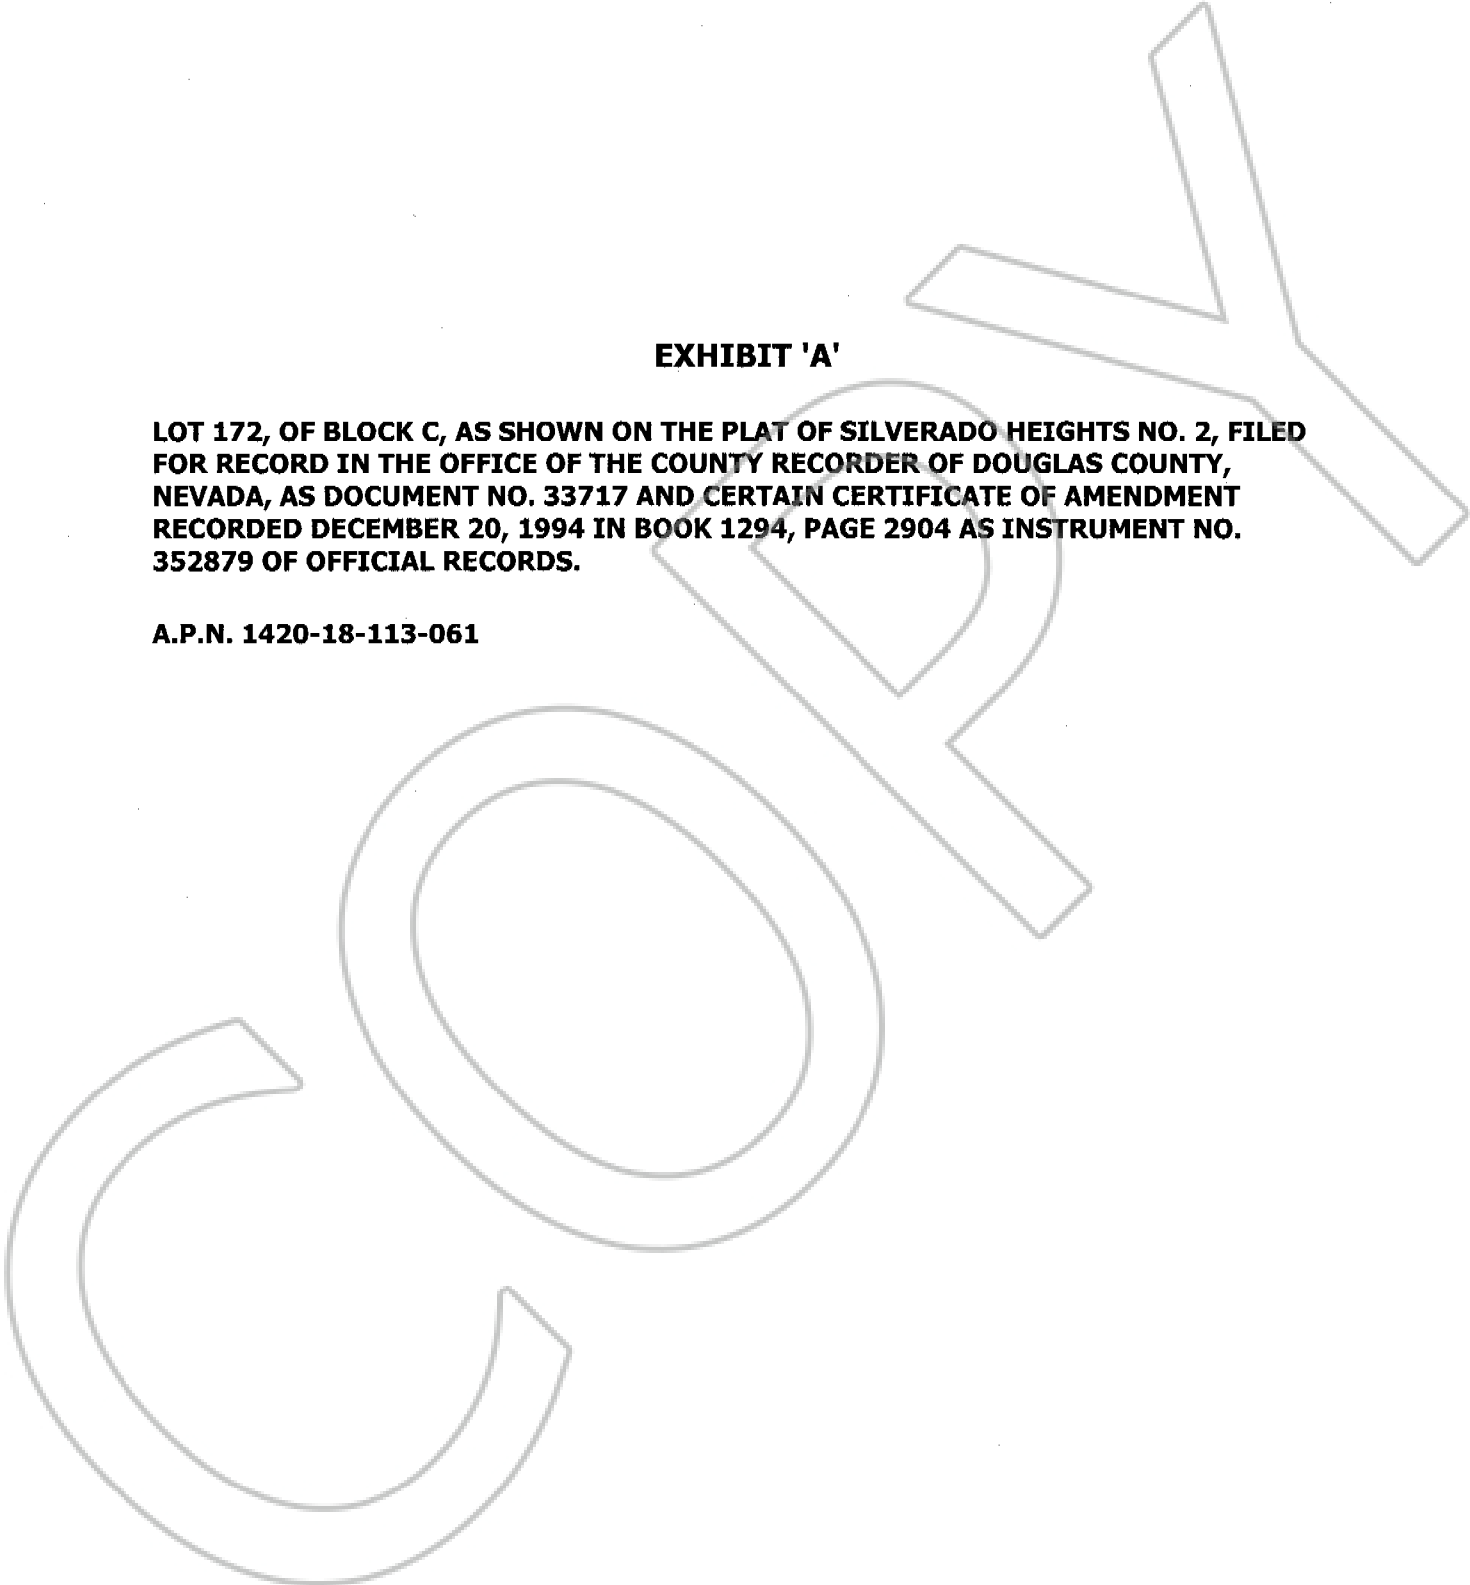 EXHIBIT 'A'
LOT 172, OF BLOCK C, AS SHOWN ON THE PLAT OF SILVERADO HEIGHTS NO. 2, FILED
FOR RECORD IN THE OFFICE OF THE COUNTY RECORDER OF DOUGLAS COUNTY,
NEVADA, AS DOCUMENT NO. 33717 AND CERTAIN CERTIFICATE OF AMENDMENT
RECORDED DECEMBER 20, 1994 IN BOOK 1294, PAGE 2904 AS INSTRUMENT NO.
352879 OF OFFICIAL RECORDS.
A.P.N. 1420-18-113-061
COPY